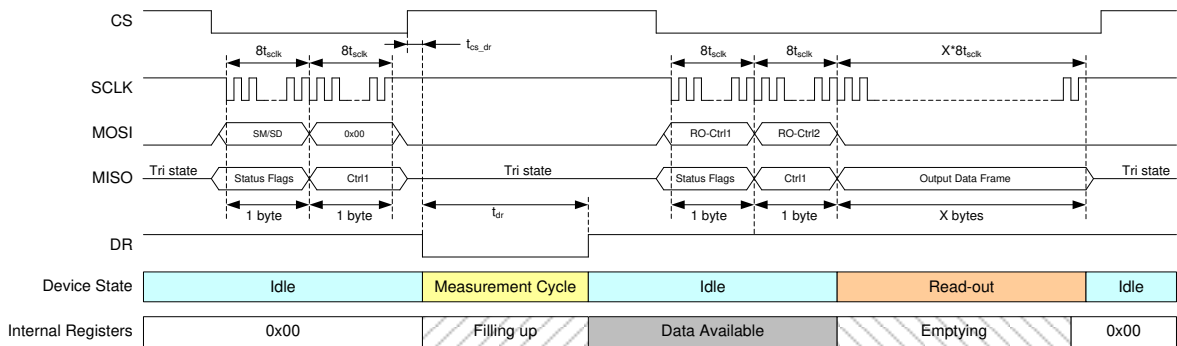 CS
8t_sclk 8t_sclk t_cs_dr 8t_sclk 8t_sclk X*8t_sclk
SCLK
MOSI SM/SD 0x00 RO-Ctrl1 RO-Ctrl2
MISO Tri state Status Flags Ctrl1 Tri state Status Flags Ctrl1 Output Data Frame Tri state
1 byte 1 byte t_dr 1 byte 1 byte X bytes
DR
Device State Idle Measurement Cycle Idle Read-out Idle
Internal Registers 0x00 Filling up Data Available Emptying 0x00